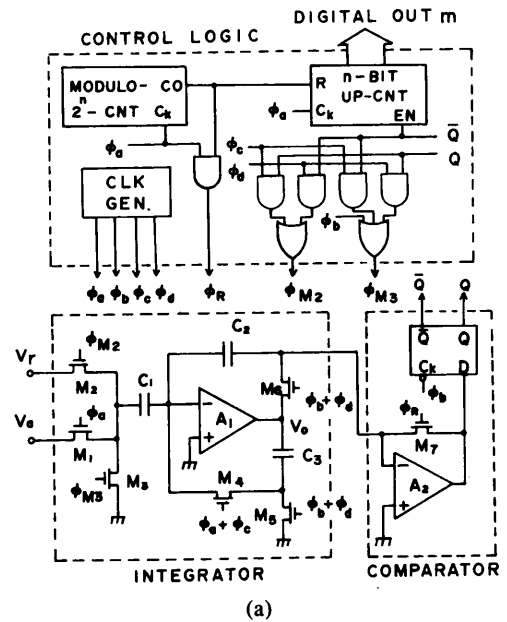 DIGITAL OUT m
CONTROL LOGIC
MODULO-
2ⁿ-CNT
CO
Ck
R
n-BIT
UP-CNT
ϕa
Ck
EN
ϕa
ϕc
ϕd
Q̅
Q
CLK
GEN.
ϕb
ϕa ϕb ϕc ϕd
ϕR
ϕM2
ϕM3
Q̅ Q
Vr
ϕM2
M2
C1
C2
Va
ϕa
M1
A1
−
+
M6
ϕb+ϕd
Vo
C3
ϕM3
M3
M4
ϕa+ϕc
M5
ϕb+ϕd
Q̅ Q
Ck D
ϕb
ϕR
M7
−
A2
+
INTEGRATOR
COMPARATOR
(a)